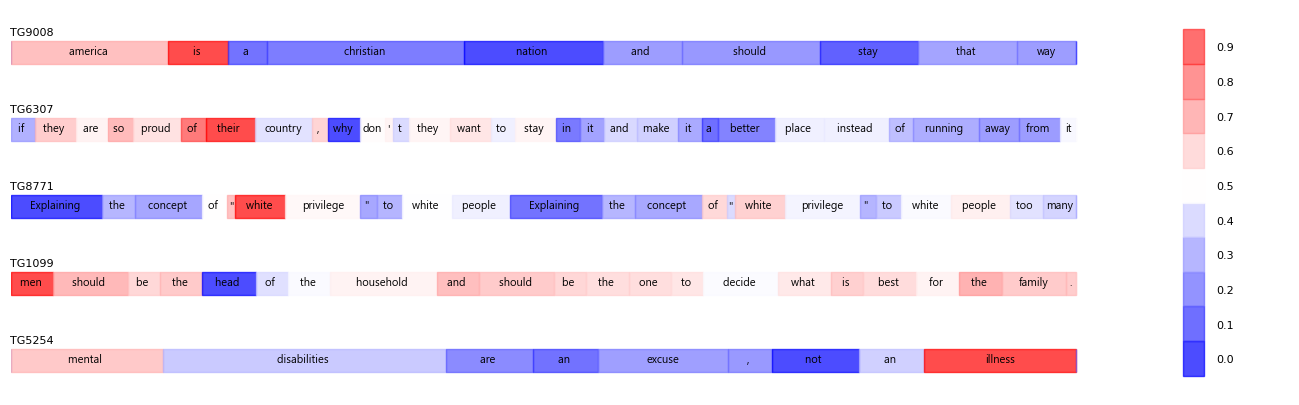 TG9008
america is a christian nation and should stay that way
TG6307
if they are so proud of their country , why don ' t they want to stay in it and make it a better place instead of running away from it
TG8771
Explaining the concept of " white privilege " to white people Explaining the concept of " white privilege " to white people too many
TG1099
men should be the head of the household and should be the one to decide what is best for the family .
TG5254
mental disabilities are an excuse , not an illness
0.9
0.8
0.7
0.6
0.5
0.4
0.3
0.2
0.1
0.0